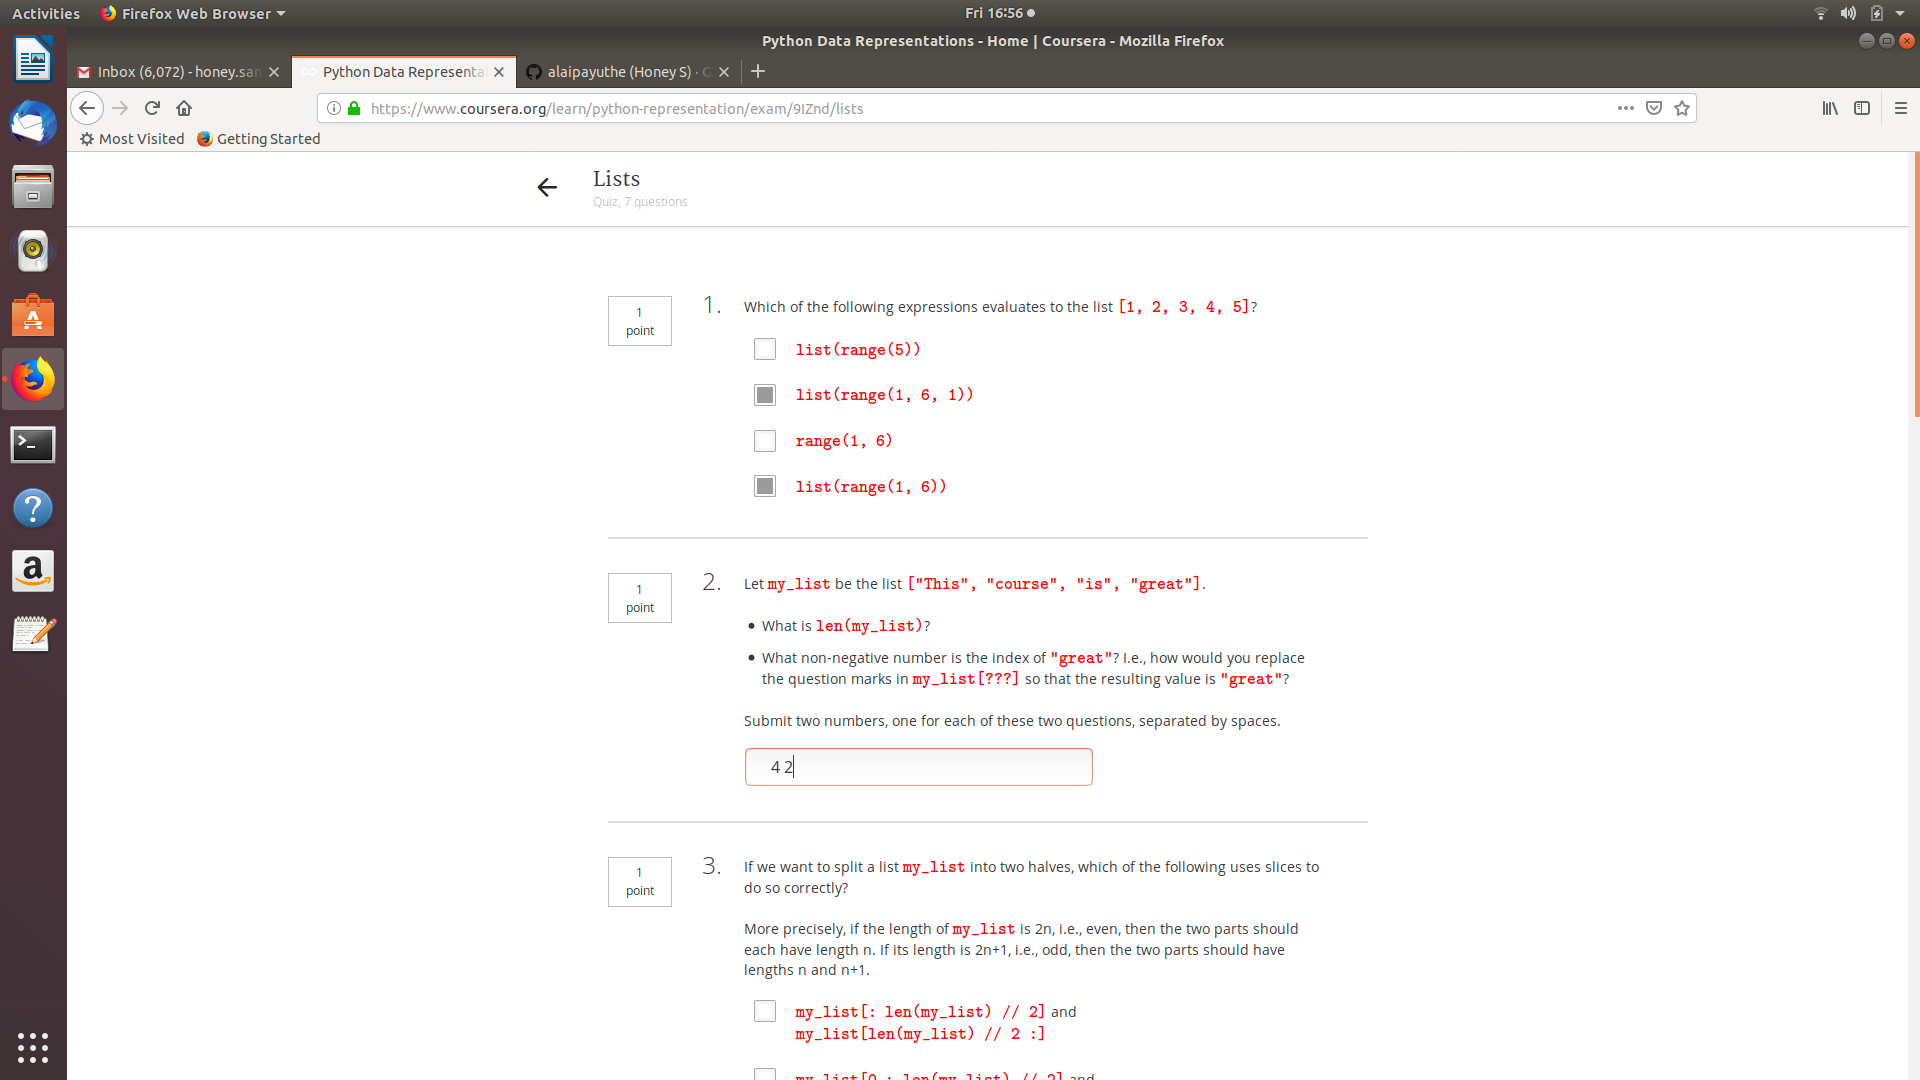 Activities Firefox Web Browser Fri 16:56
Python Data Representations - Home | Coursera - Mozilla Firefox
Inbox (6,072) - honey.san Python Data Representa alaipayuthe (Honey S) ·
https://www.coursera.org/learn/python-representation/exam/9IZnd/lists
Most Visited Getting Started
Lists
Quiz, 7 questions
1
point
1. Which of the following expressions evaluates to the list [1, 2, 3, 4, 5]?
list(range(5))
list(range(1, 6, 1))
range(1, 6)
list(range(1, 6))
1
point
2. Let my_list be the list ["This", "course", "is", "great"].
• What is len(my_list)?
• What non-negative number is the index of "great"? I.e., how would you replace
the question marks in my_list[???] so that the resulting value is "great"?
Submit two numbers, one for each of these two questions, separated by spaces.
4 2
1
point
3. If we want to split a list my_list into two halves, which of the following uses slices to
do so correctly?
More precisely, if the length of my_list is 2n, i.e., even, then the two parts should
each have length n. If its length is 2n+1, i.e., odd, then the two parts should have
lengths n and n+1.
my_list[: len(my_list) // 2] and
my_list[len(my_list) // 2 :]
my_list[0 : len(my_list) // 2] and